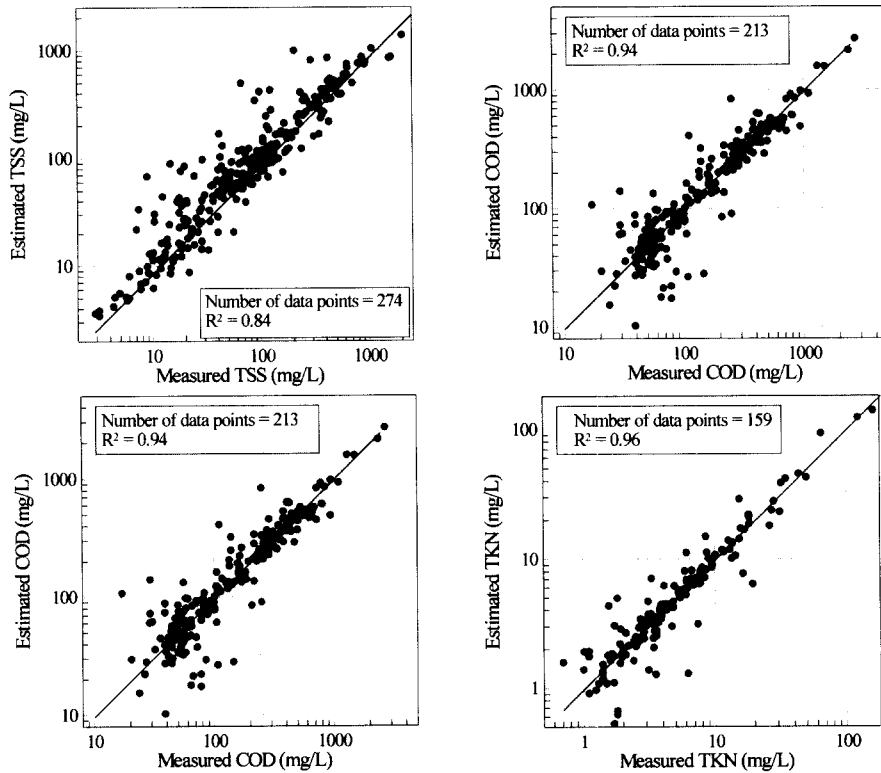 1000
100
10
Estimated TSS (mg/L)
Number of data points = 274
R² = 0.84
10 100 1000
Measured TSS (mg/L)
Number of data points = 213
R² = 0.94
1000
100
10
Estimated COD (mg/L)
10 100 1000
Measured COD (mg/L)
Number of data points = 213
R² = 0.94
1000
100
10
Estimated COD (mg/L)
10 100 1000
Measured COD (mg/L)
Number of data points = 159
R² = 0.96
100
10
1
Estimated TKN (mg/L)
1 10 100
Measured TKN (mg/L)